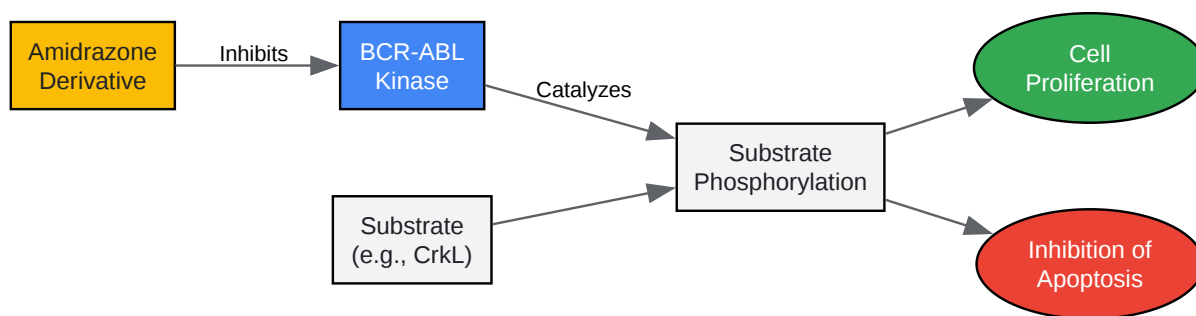 Amidrazone
Derivative
Inhibits
BCR-ABL
Kinase
Catalyzes
Substrate
(e.g., CrkL)
Substrate
Phosphorylation
Cell
Proliferation
Inhibition of
Apoptosis